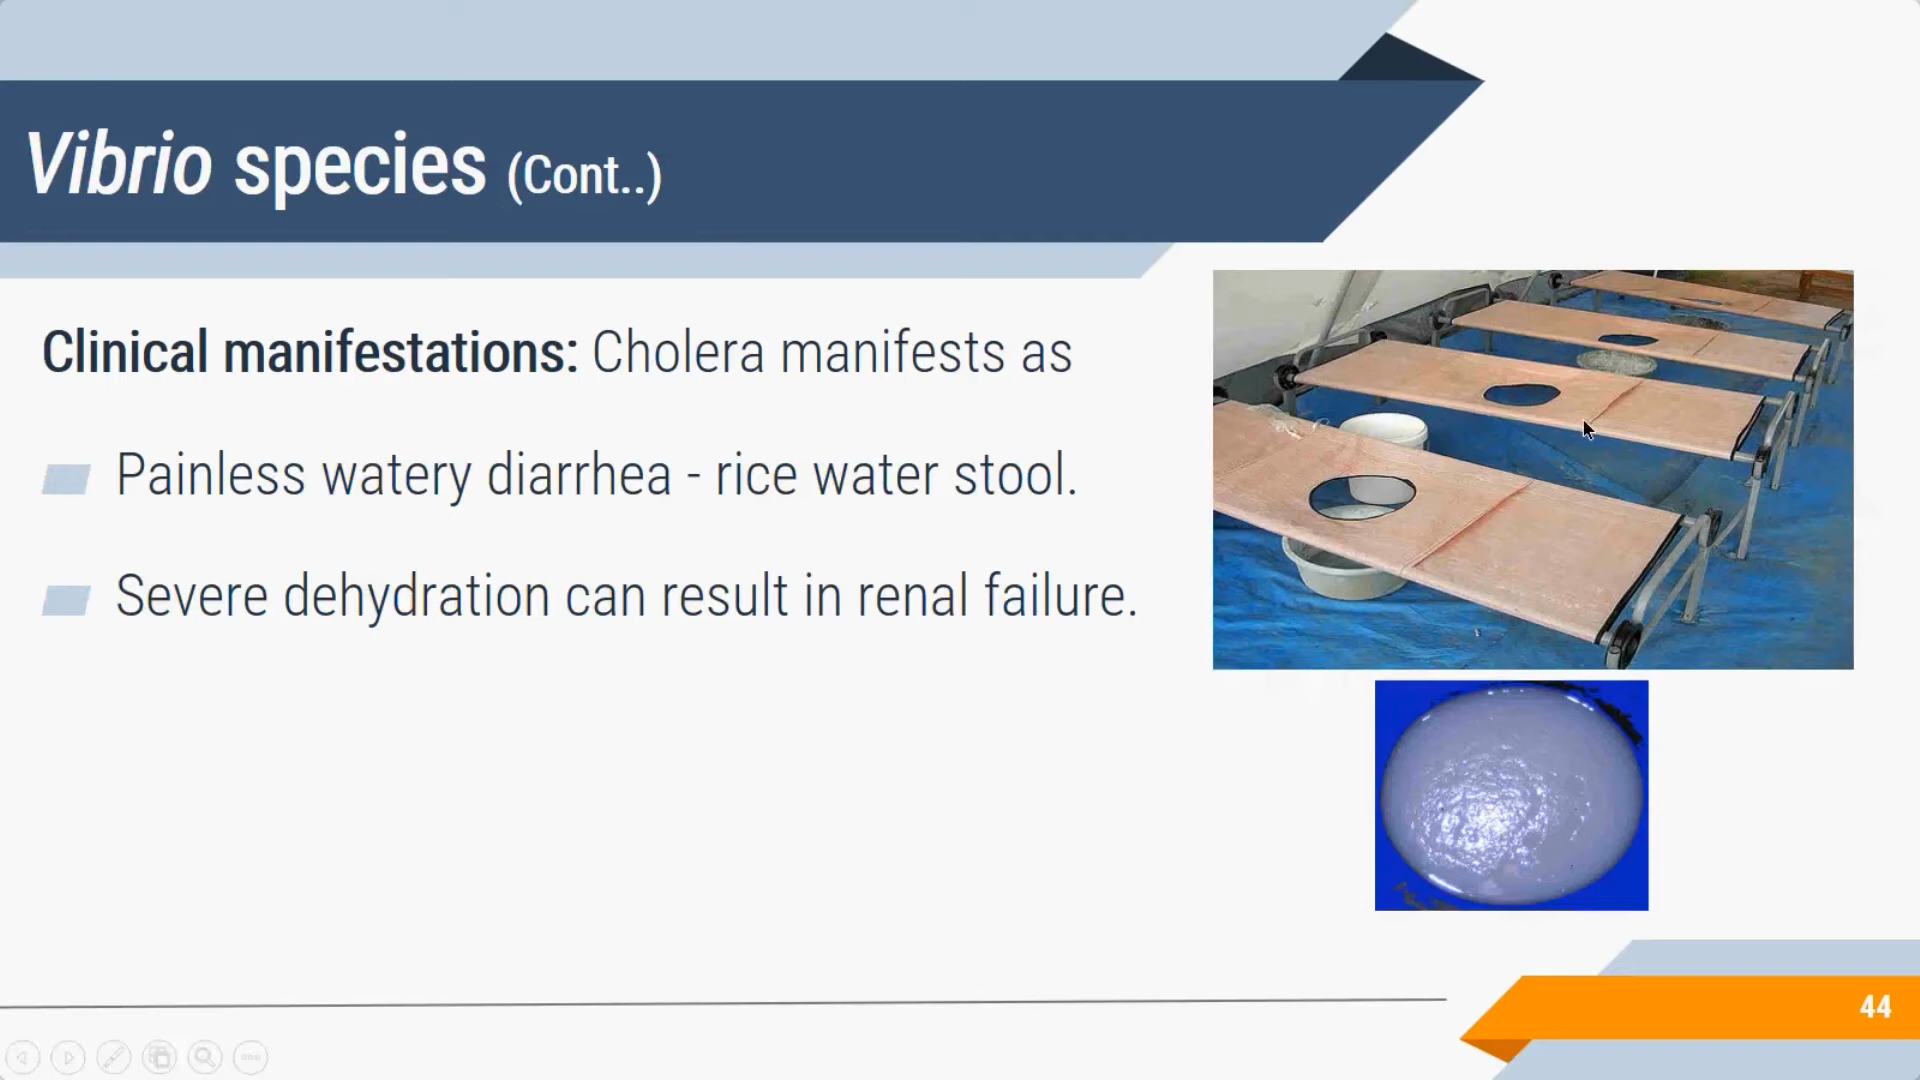 Vibrio species (Cont..)
Clinical manifestations: Cholera manifests as
Painless watery diarrhea - rice water stool.
Severe dehydration can result in renal failure.
44